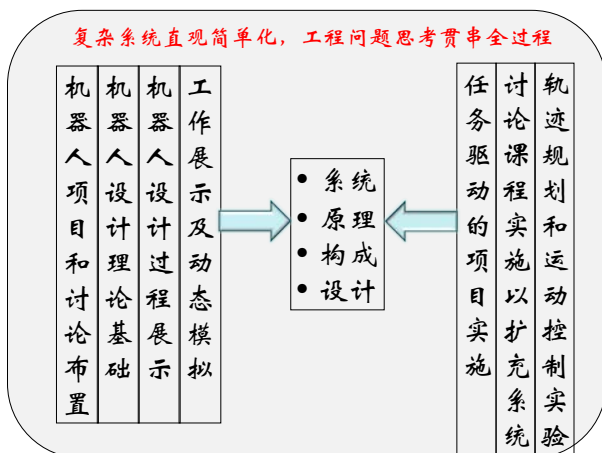 复杂系统直观简单化，工程问题思考贯串全过程
机器人项目和讨论布置
机器人设计理论基础
机器人设计过程展示
工作展示及动态模拟
• 系统
• 原理
• 构成
• 设计
任务驱动的项目实施
讨论课程实施以扩充系统
轨迹规划和运动控制实验